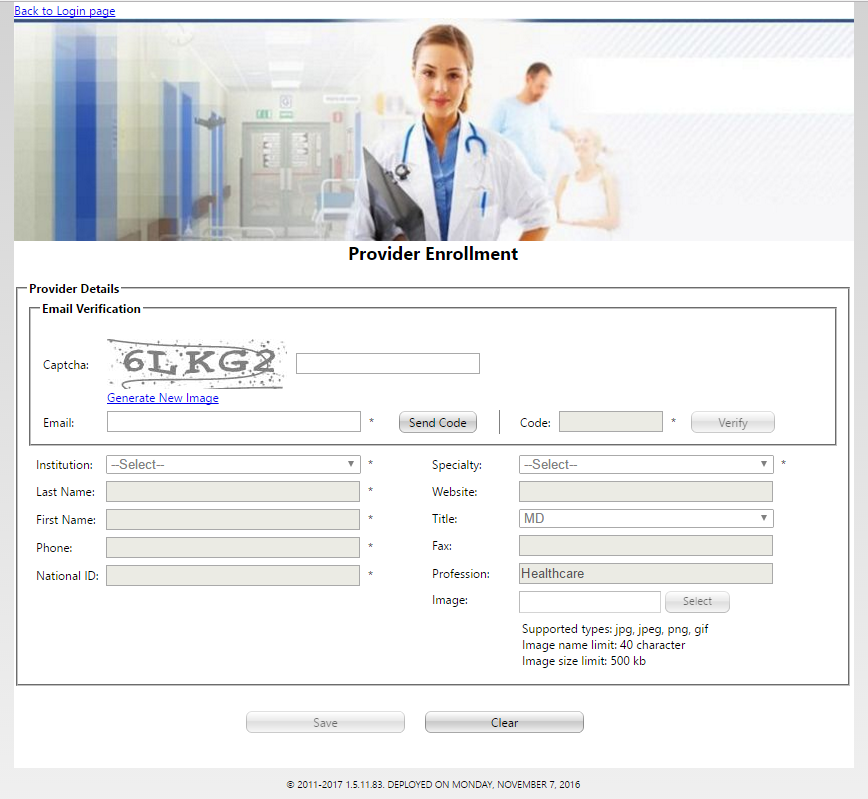 Back to Login page
Provider Enrollment
Provider Details
Email Verification
Captcha: 6LKG2
Generate New Image
Email: * Send Code Code: * Verify
Institution: --Select-- * Specialty: --Select-- *
Last Name: * Website:
First Name: * Title: MD
Phone: * Fax:
National ID: * Profession: Healthcare
Image: Select
Supported types: jpg, jpeg, png, gif
Image name limit: 40 character
Image size limit: 500 kb
Save Clear
© 2011-2017 1.5.11.83. DEPLOYED ON MONDAY, NOVEMBER 7, 2016